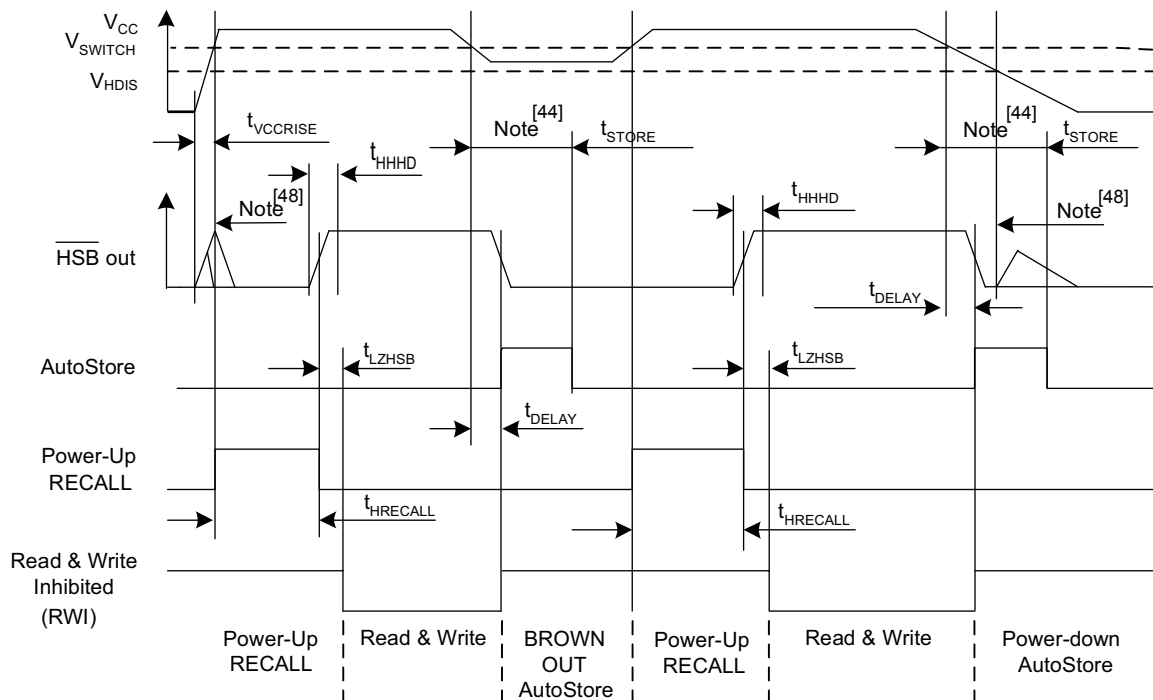 VCC
VSWITCH
VHDIS
tVCCRISE
Note[44]
tSTORE
Note[44]
tSTORE
tHHHD
Note[48]
tHHHD
Note[48]
HSB out
tDELAY
AutoStore
tLZHSB
tLZHSB
tDELAY
Power-Up
RECALL
tHRECALL
tHRECALL
Read & Write
Inhibited
(RWI)
Power-Up
RECALL
Read & Write
BROWN
OUT
AutoStore
Power-Up
RECALL
Read & Write
Power-down
AutoStore